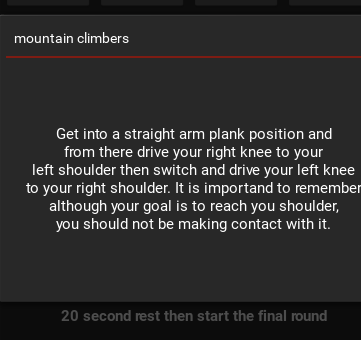 mountain climbers
Get into a straight arm plank position and
from there drive your right knee to your
left shoulder then switch and drive your left knee
to your right shoulder. It is importand to remember
although your goal is to reach you shoulder,
you should not be making contact with it.
20 second rest then start the final round